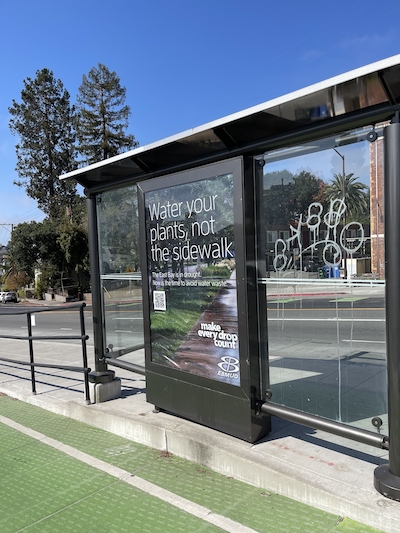 Water your
plants, not
the sidewalk
The East Bay is in drought.
Now is the time to avoid water waste.
make
every drop
count
EBMUD